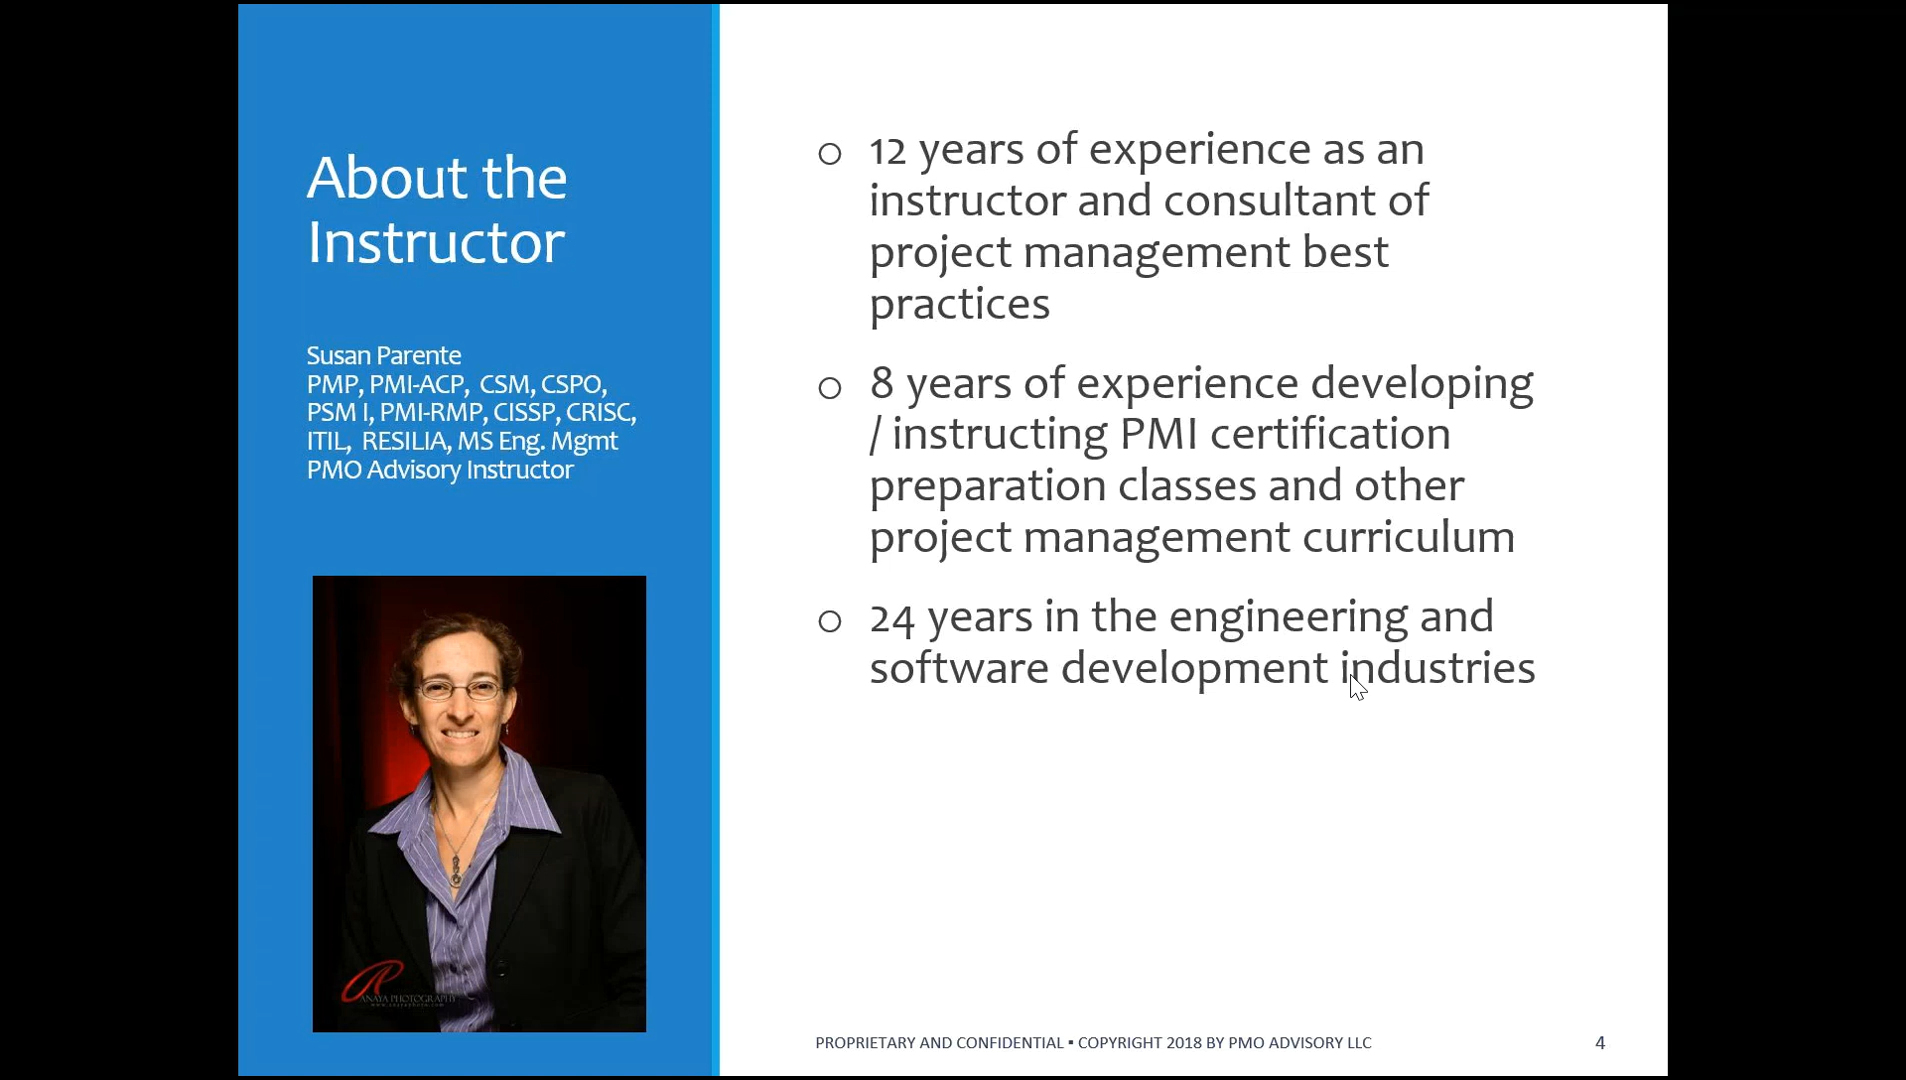 About the
Instructor
Susan Parente
PMP, PMI-ACP, CSM, CSPO,
PSM I, PMI-RMP, CISSP, CRISC,
ITIL, RESILIA, MS Eng. Mgmt
PMO Advisory Instructor
ANAYA PHOTOGRAPHY
12 years of experience as an
instructor and consultant of
project management best
practices
8 years of experience developing
/ instructing PMI certification
preparation classes and other
project management curriculum
24 years in the engineering and
software development industries
PROPRIETARY AND CONFIDENTIAL ▪ COPYRIGHT 2018 BY PMO ADVISORY LLC
4